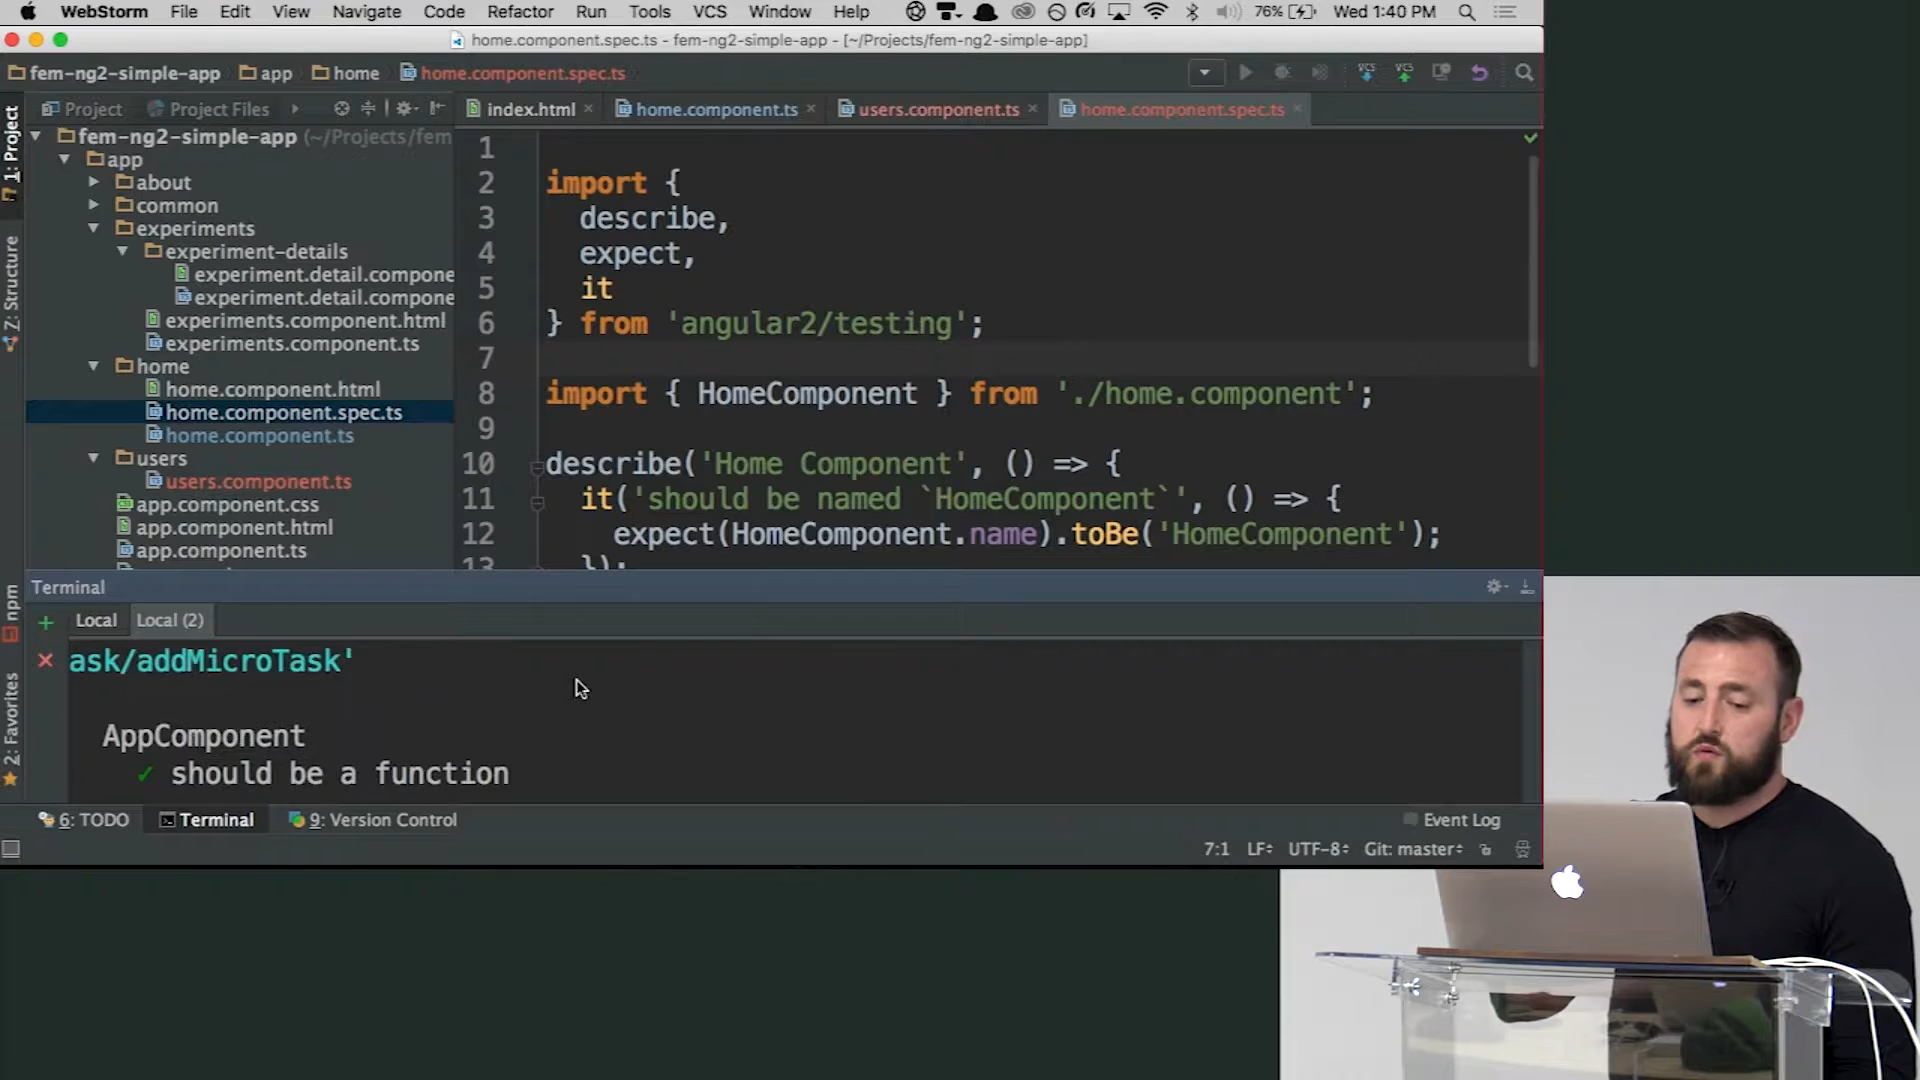 WebStorm File Edit View Navigate Code Refactor Run Tools VCS Window Help 76% Wed 1:40 PM
home.component.spec.ts - fem-ng2-simple-app - [~/Projects/fem-ng2-simple-app]
fem-ng2-simple-app app home home.component.spec.ts
VCS VCS
1: Project
Z: Structure
npm
2: Favorites
Project Project Files
fem-ng2-simple-app (~/Projects/fem
app
about
common
experiments
experiment-details
experiment.detail.compone
experiment.detail.compone
experiments.component.html
experiments.component.ts
home
home.component.html
home.component.spec.ts
home.component.ts
users
users.component.ts
app.component.css
app.component.html
app.component.ts
index.html home.component.ts users.component.ts home.component.spec.ts
1
2 import {
3 describe,
4 expect,
5 it
6 } from 'angular2/testing';
7
8 import { HomeComponent } from './home.component';
9
10 describe('Home Component', () => {
11 it('should be named `HomeComponent`', () => {
12 expect(HomeComponent.name).toBe('HomeComponent');
13 });
Terminal
Local Local (2)
ask/addMicroTask'
AppComponent
✓ should be a function
6: TODO Terminal 9: Version Control Event Log
7:1 LF UTF-8 Git: master